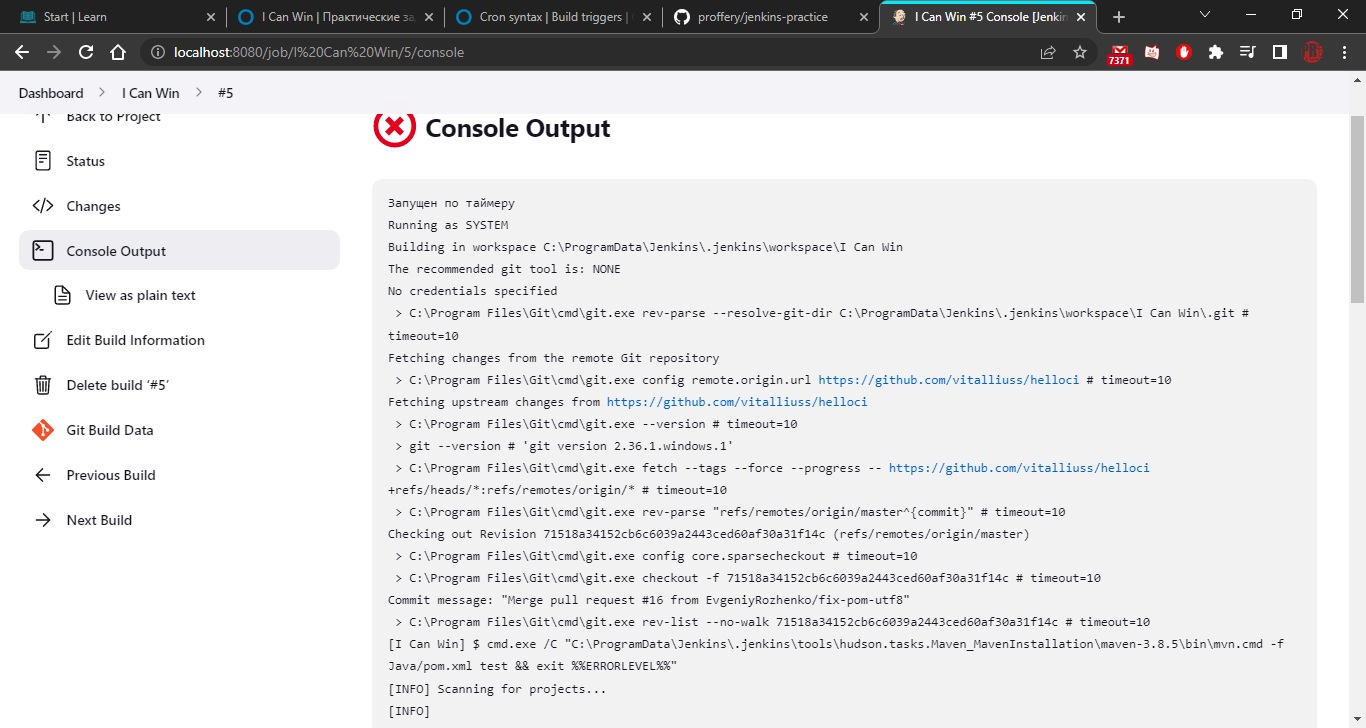 Start | Learn
I Can Win | Практические за
Cron syntax | Build triggers |
proffery/jenkins-practice
I Can Win #5 Console [Jenkin
localhost:8080/job/I%20Can%20Win/5/console
7371
Dashboard
I Can Win
#5
Back to Project
Status
Changes
Console Output
View as plain text
Edit Build Information
Delete build ‘#5’
Git Build Data
Previous Build
Next Build
Console Output
Запущен по таймеру
Running as SYSTEM
Building in workspace C:\ProgramData\Jenkins\.jenkins\workspace\I Can Win
The recommended git tool is: NONE
No credentials specified
> C:\Program Files\Git\cmd\git.exe rev-parse --resolve-git-dir C:\ProgramData\Jenkins\.jenkins\workspace\I Can Win\.git #
timeout=10
Fetching changes from the remote Git repository
> C:\Program Files\Git\cmd\git.exe config remote.origin.url https://github.com/vitalliuss/helloci # timeout=10
Fetching upstream changes from https://github.com/vitalliuss/helloci
> C:\Program Files\Git\cmd\git.exe --version # timeout=10
> git --version # 'git version 2.36.1.windows.1'
> C:\Program Files\Git\cmd\git.exe fetch --tags --force --progress -- https://github.com/vitalliuss/helloci
+refs/heads/*:refs/remotes/origin/* # timeout=10
> C:\Program Files\Git\cmd\git.exe rev-parse "refs/remotes/origin/master^{commit}" # timeout=10
Checking out Revision 71518a34152cb6c6039a2443ced60af30a31f14c (refs/remotes/origin/master)
> C:\Program Files\Git\cmd\git.exe config core.sparsecheckout # timeout=10
> C:\Program Files\Git\cmd\git.exe checkout -f 71518a34152cb6c6039a2443ced60af30a31f14c # timeout=10
Commit message: "Merge pull request #16 from EvgeniyRozhenko/fix-pom-utf8"
> C:\Program Files\Git\cmd\git.exe rev-list --no-walk 71518a34152cb6c6039a2443ced60af30a31f14c # timeout=10
[I Can Win] $ cmd.exe /C "C:\ProgramData\Jenkins\.jenkins\tools\hudson.tasks.Maven_MavenInstallation\maven-3.8.5\bin\mvn.cmd -f
Java/pom.xml test && exit %%ERRORLEVEL%%"
[INFO] Scanning for projects...
[INFO]